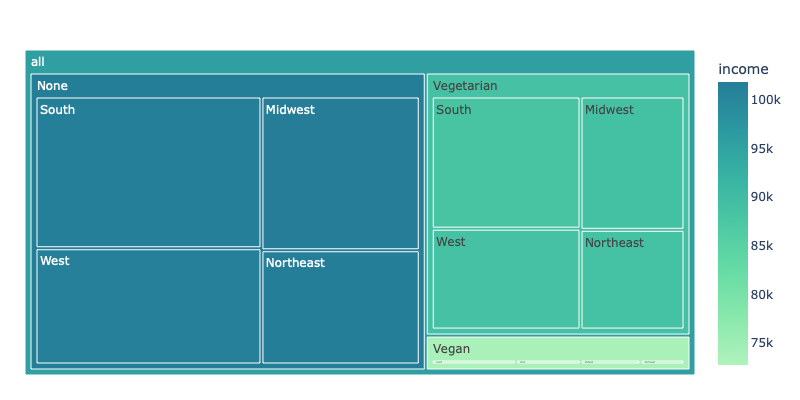 all
None
South
Midwest
West
Northeast
Vegetarian
South
Midwest
West
Northeast
Vegan
income
100k
95k
90k
85k
80k
75k